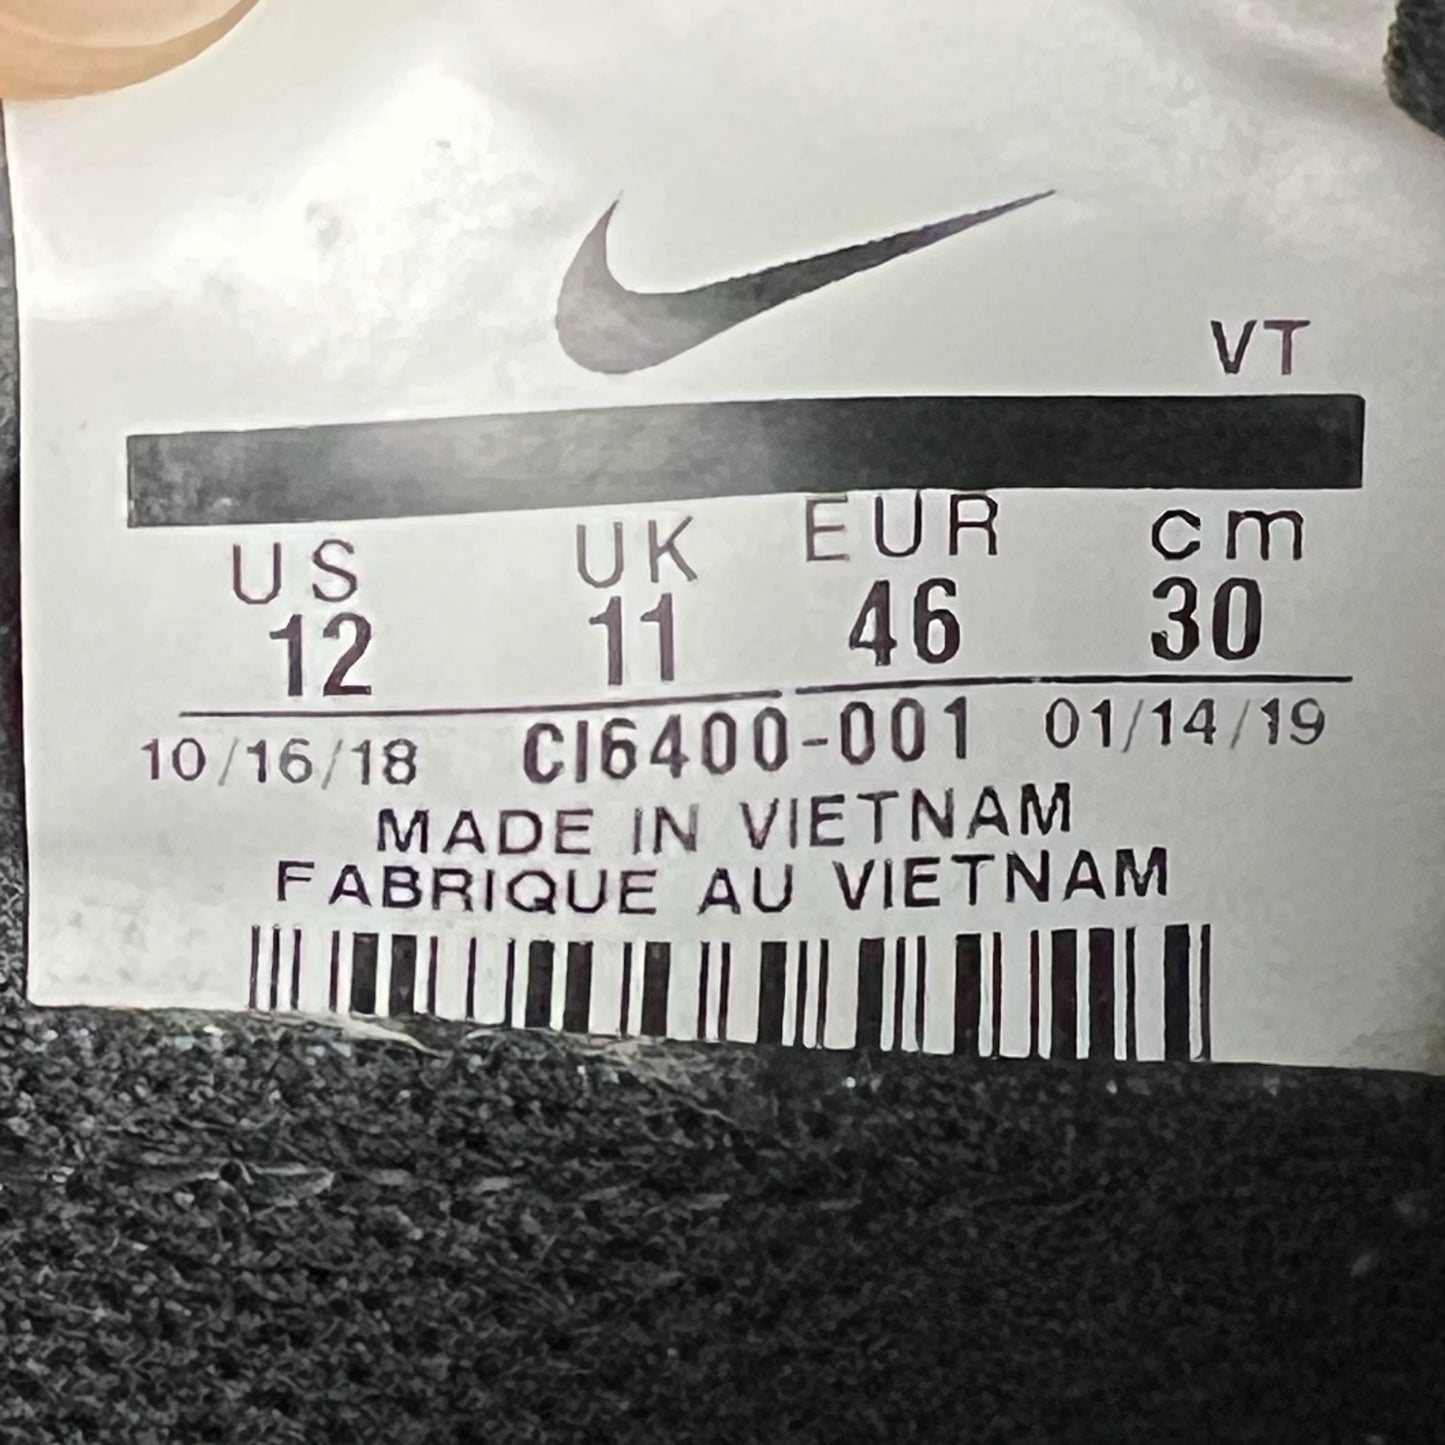 VT
US UK EUR cm
12 11 46 30
10/16/18 CI6400-001 01/14/19
MADE IN VIETNAM
FABRIQUE AU VIETNAM